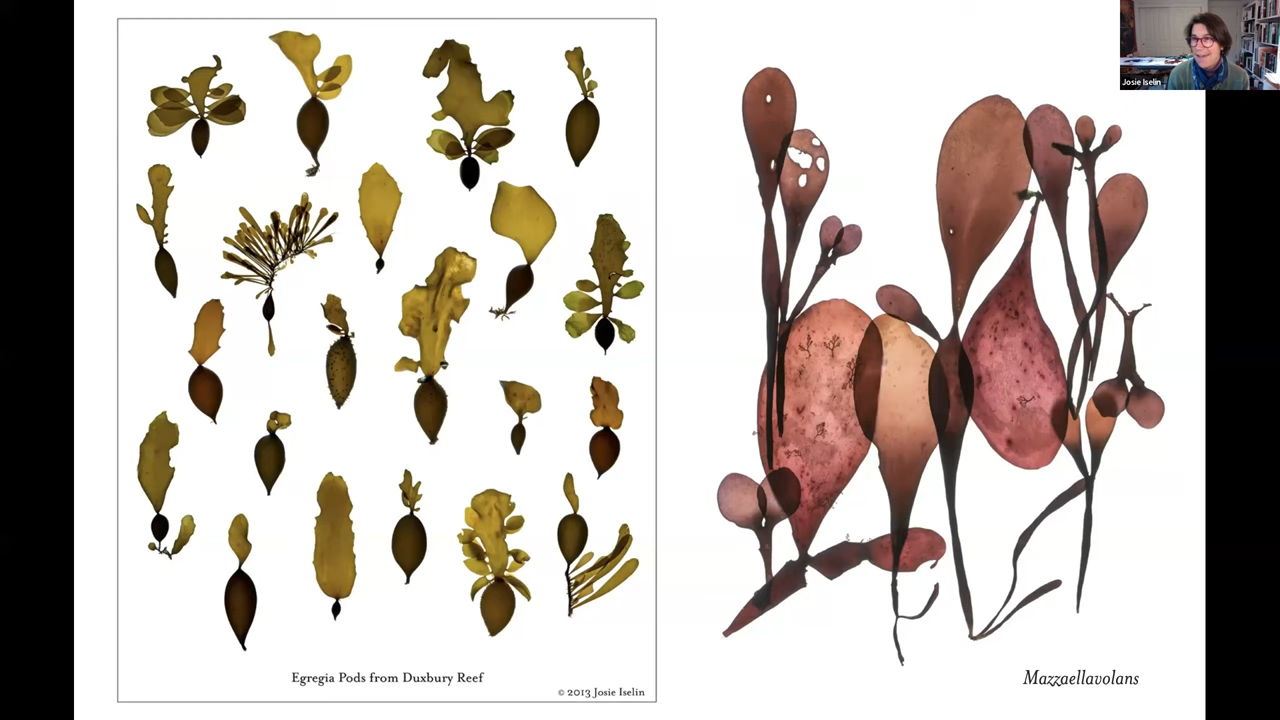 Josie Iselin
Egregia Pods from Duxbury Reef
© 2013 Josie Iselin
Mazzaellavolans